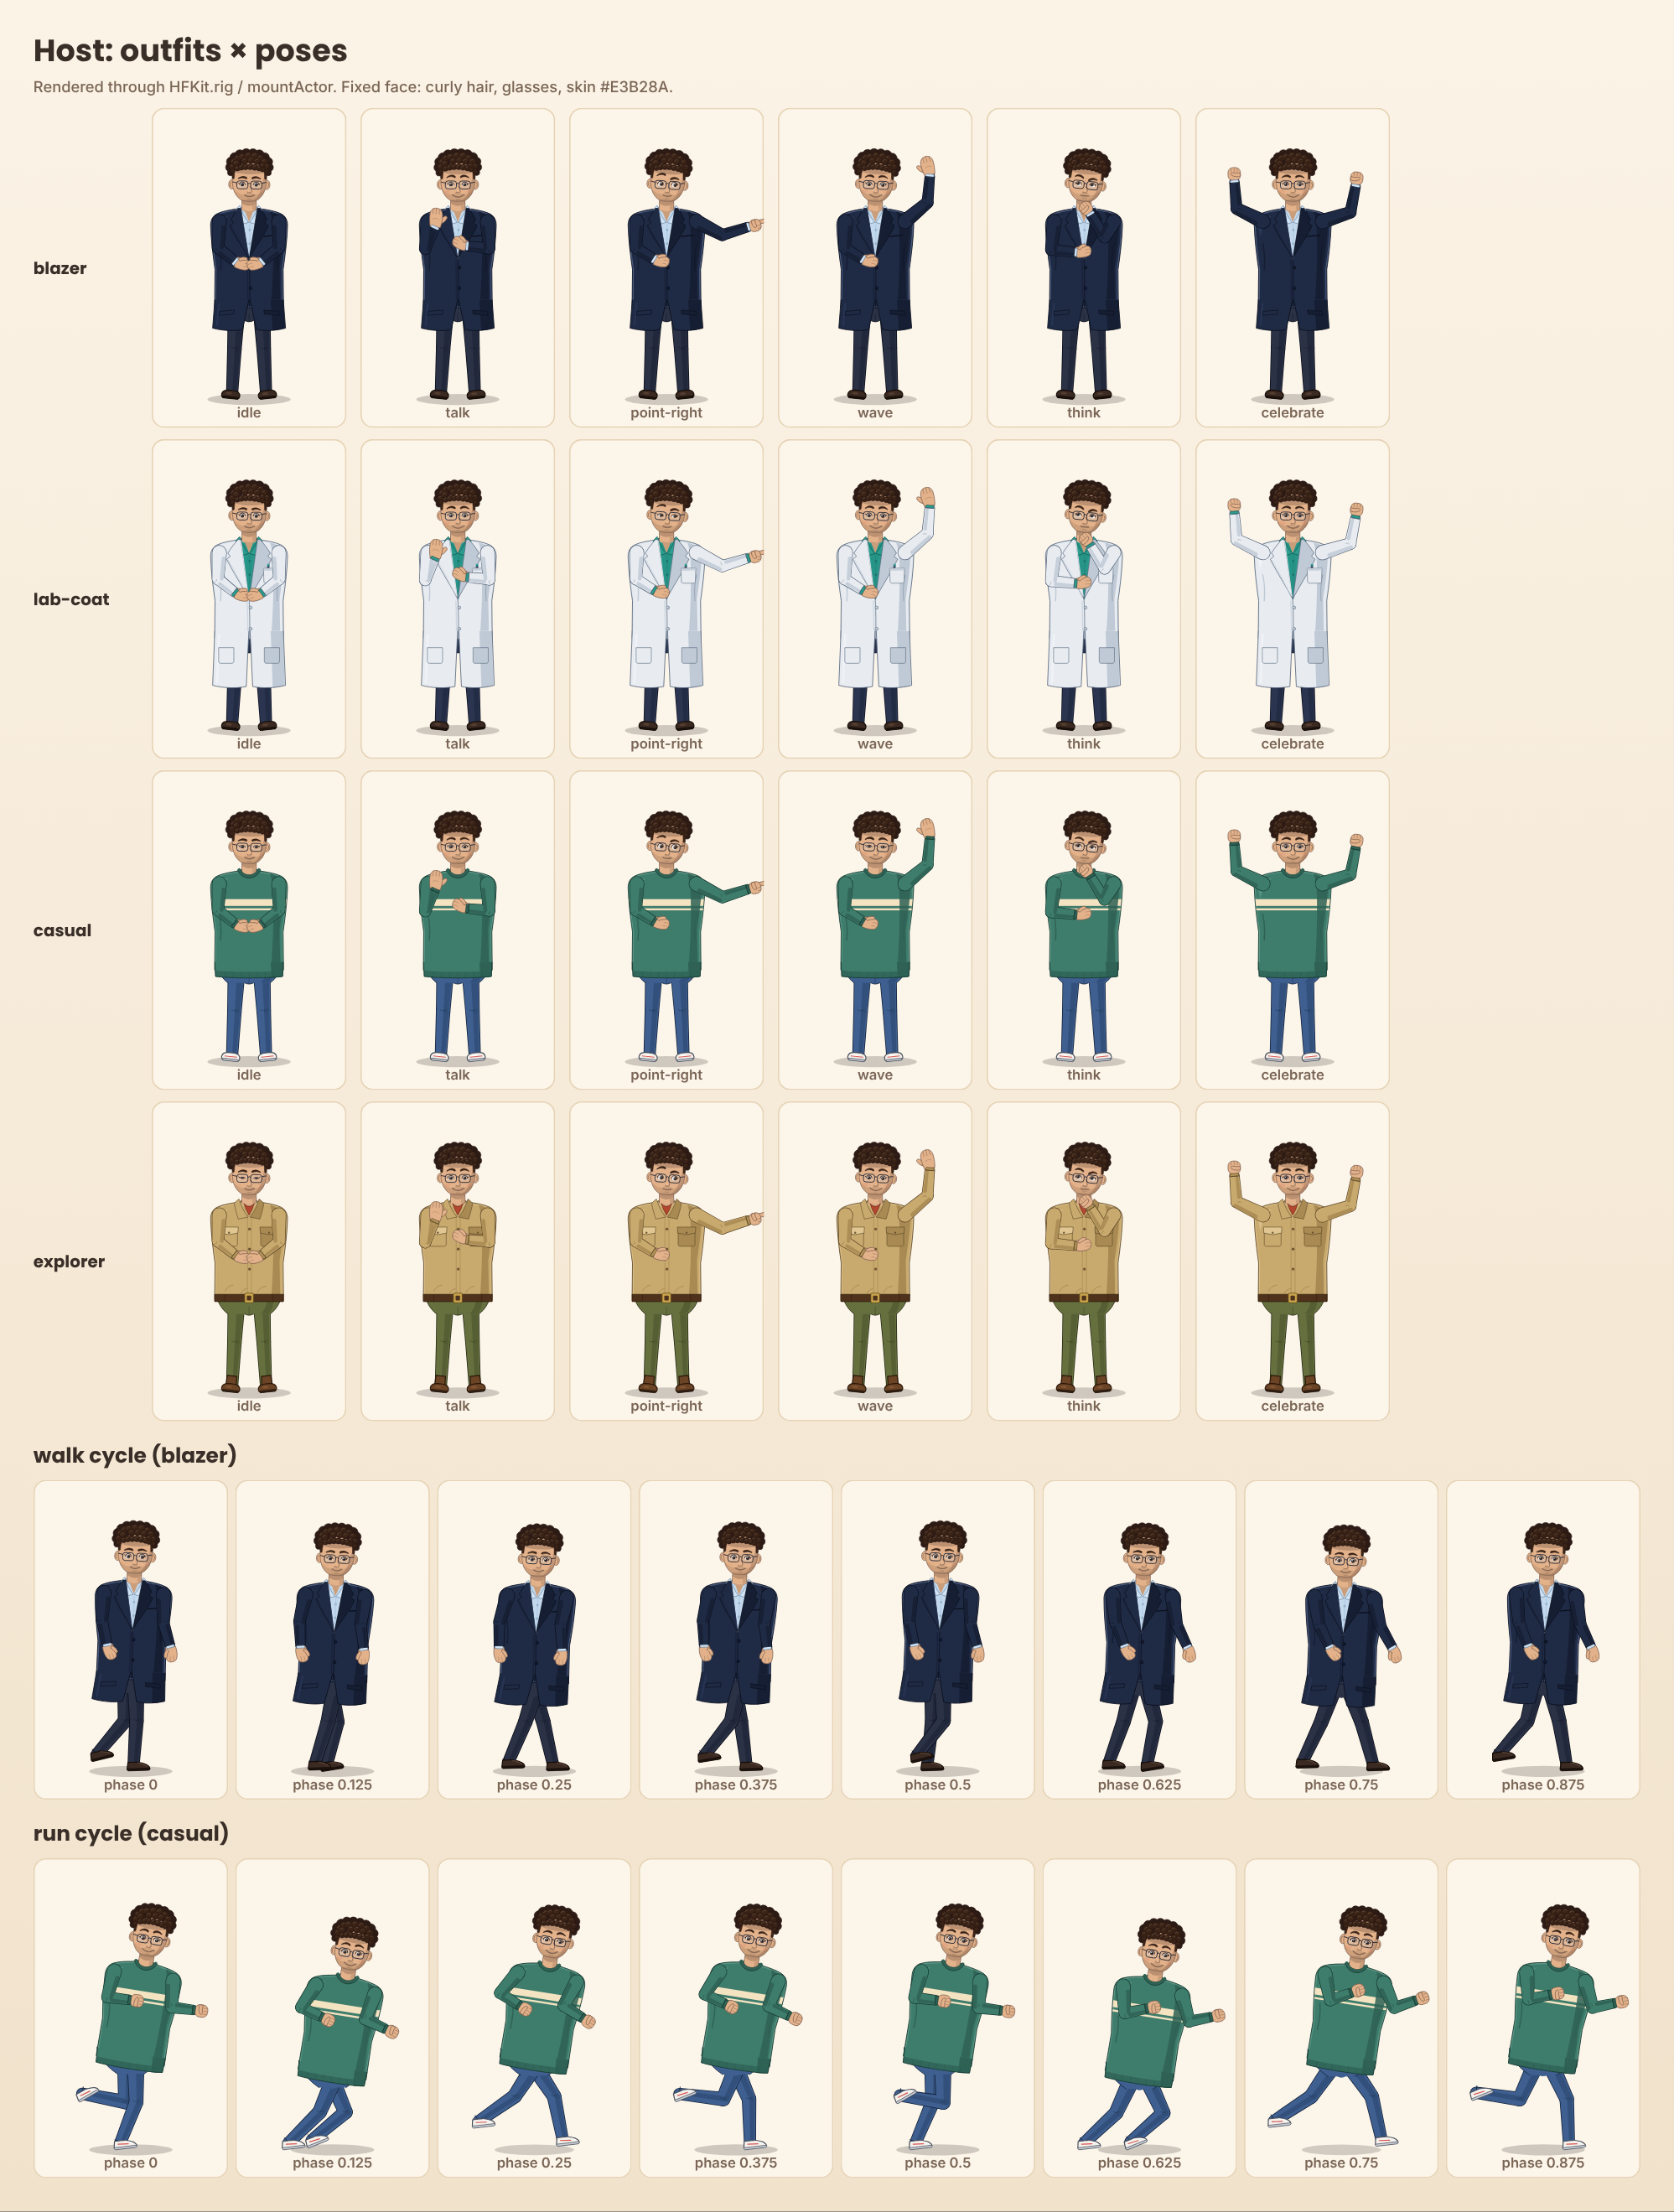 Host: outfits × poses
Rendered through HFKit.rig / mountActor. Fixed face: curly hair, glasses, skin #E3B28A.
blazer
idle
talk
point-right
wave
think
celebrate
lab-coat
idle
talk
point-right
wave
think
celebrate
casual
idle
talk
point-right
wave
think
celebrate
explorer
idle
talk
point-right
wave
think
celebrate
walk cycle (blazer)
phase 0
phase 0.125
phase 0.25
phase 0.375
phase 0.5
phase 0.625
phase 0.75
phase 0.875
run cycle (casual)
phase 0
phase 0.125
phase 0.25
phase 0.375
phase 0.5
phase 0.625
phase 0.75
phase 0.875